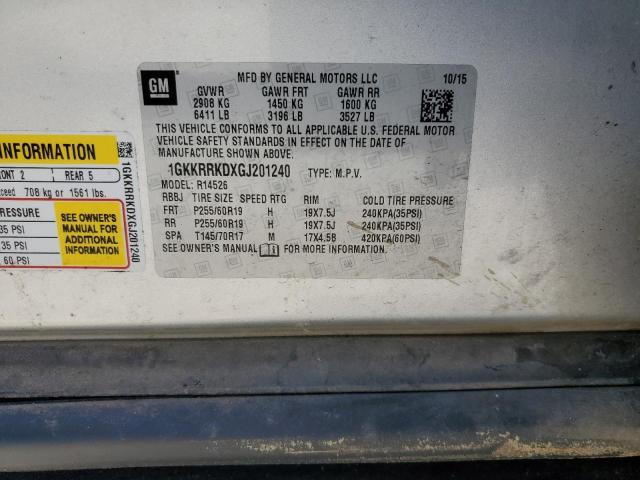 GM
MFD BY GENERAL MOTORS LLC 10/15
GVWR GAWR FRT GAWR RR
2908 KG 1450 KG 1600 KG
6411 LB 3196 LB 3527 LB
THIS VEHICLE CONFORMS TO ALL APPLICABLE U.S. FEDERAL MOTOR
VEHICLE SAFETY STANDARDS IN EFFECT ON THE DATE OF
MANUFACTURE SHOWN ABOVE.
1GKKRRKDXGJ201240 TYPE: M.P.V.
MODEL: R14526
RBBJ TIRE SIZE SPEED RTG RIM COLD TIRE PRESSURE
FRT P255/60R19 H 19X7.5J 240KPA(35PSI)
RR P255/60R19 H 19X7.5J 240KPA(35PSI)
SPA T145/70R17 M 17X4.5B 420KPA(60PSI)
SEE OWNER'S MANUAL FOR MORE INFORMATION.
INFORMATION
FRONT 2 REAR 5
exceed 708 kg or 1561 lbs.
PRESSURE
35 PSI
35 PSI
60 PSI
SEE OWNER'S
MANUAL FOR
ADDITIONAL
INFORMATION
1GKKRRKDXGJ201240